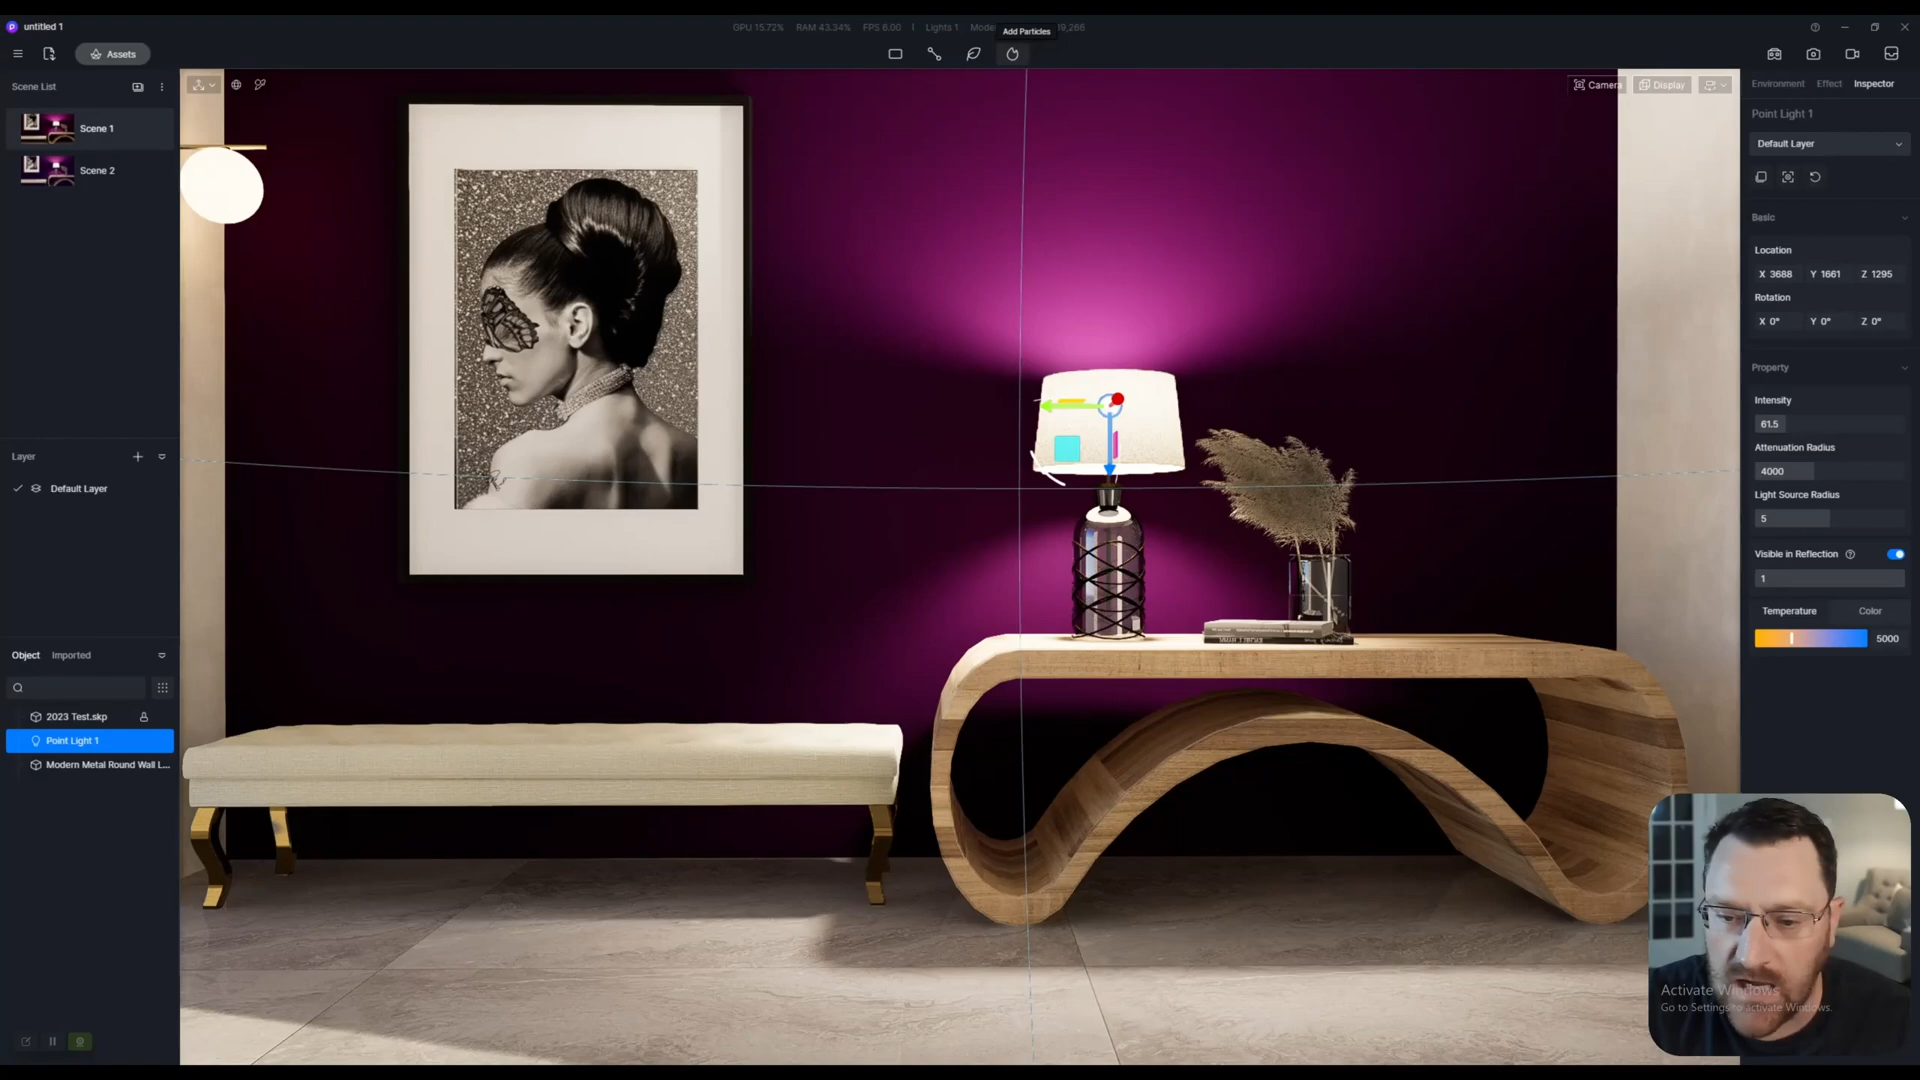 untitled 1
GPU 15.72% RAM 43.34% FPS 6.00 Lights 1
Add Particles
Assets
Scene List
Camera
Display
Environment Effect Inspector
Scene 1
Scene 2
Point Light 1
Default Layer
Basic
Location
X 3688 Y 1661 Z 1295
Rotation
X 0° Y 0° Z 0°
Property
Intensity
61.5
Attenuation Radius
4000
Light Source Radius
5
Visible in Reflection
1
Temperature Color
5000
Layer
Default Layer
Object Imported
2023 Test.skp
Point Light 1
Modern Metal Round Wall L...
Activate Windows
Go to Settings to activate Windows.